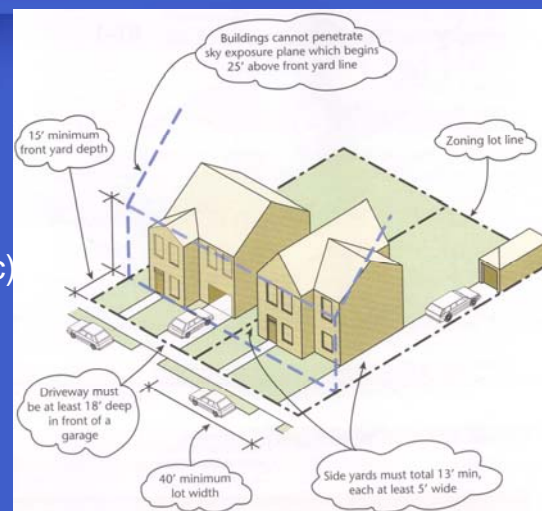 Buildings cannot penetrate
sky exposure plane which begins
25' above front yard line
15' minimum
front yard depth
Zoning lot line
c)
Driveway must
be at least 18' deep
in front of a
garage
40' minimum
lot width
Side yards must total 13' min,
each at least 5' wide